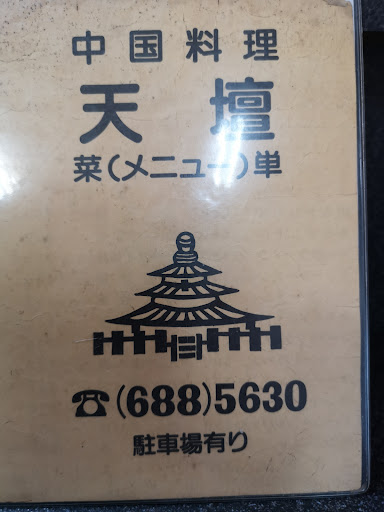 中国料理
天壇
菜(メニュー)単
☎(688)5630
駐車場有り